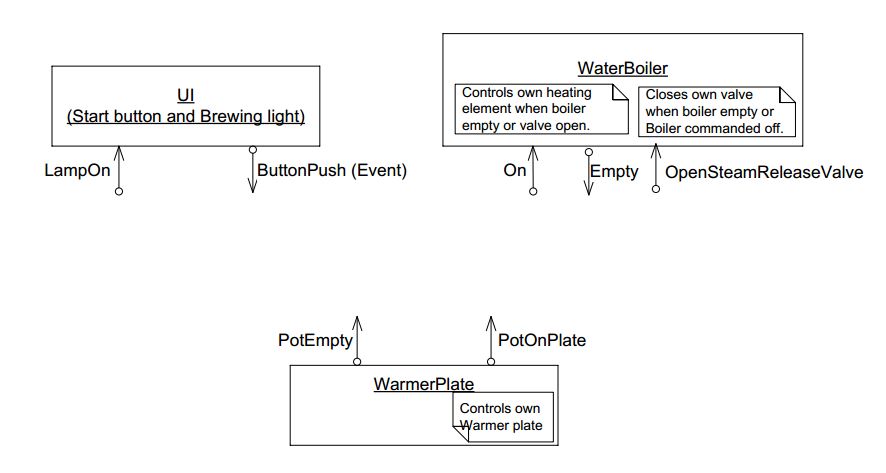 UI
(Start button and Brewing light)
WaterBoiler
Controls own heating
element when boiler
empty or valve open.
Closes own valve
when boiler empty or
Boiler commanded off.
LampOn
ButtonPush (Event)
On
Empty
OpenSteamReleaseValve
PotEmpty
PotOnPlate
WarmerPlate
Controls own
Warmer plate